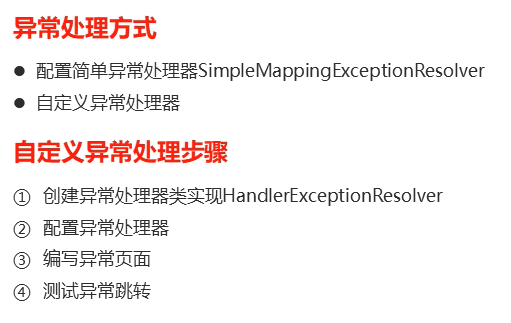 异常处理方式
● 配置简单异常处理器SimpleMappingExceptionResolver
● 自定义异常处理器
自定义异常处理步骤
① 创建异常处理器类实现HandlerExceptionResolver
② 配置异常处理器
③ 编写异常页面
④ 测试异常跳转